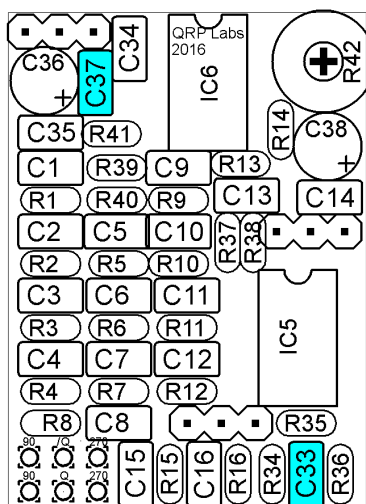 C34
QRP Labs
2016
C36
C37
IC6
R42
C35
R41
R14
C38
C1
R39
C9
R13
R1
R40
R9
C13
C14
C2
C5
C10
R37
R38
R2
R5
R10
C3
C6
C11
R3
R6
R11
IC5
C4
C7
C12
R4
R7
R12
R8
C8
R35
90 /Q 270
C15
R15
C16
R16
R34
C33
R36
90 Q 270